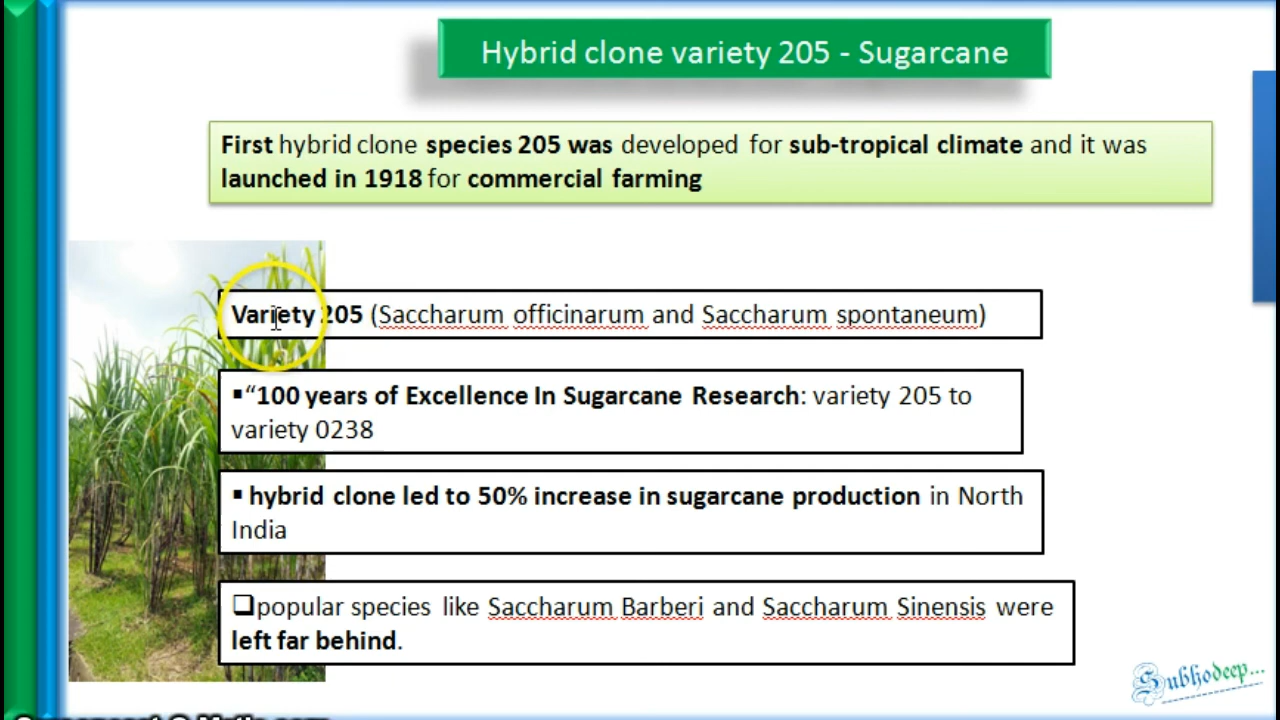 Hybrid clone variety 205 - Sugarcane
First hybrid clone species 205 was developed for sub-tropical climate and it was
launched in 1918 for commercial farming
Variety 205 (Saccharum officinarum and Saccharum spontaneum)
▪“100 years of Excellence In Sugarcane Research: variety 205 to
variety 0238
▪ hybrid clone led to 50% increase in sugarcane production in North
India
❑popular species like Saccharum Barberi and Saccharum Sinensis were
left far behind.
Subhodeep...